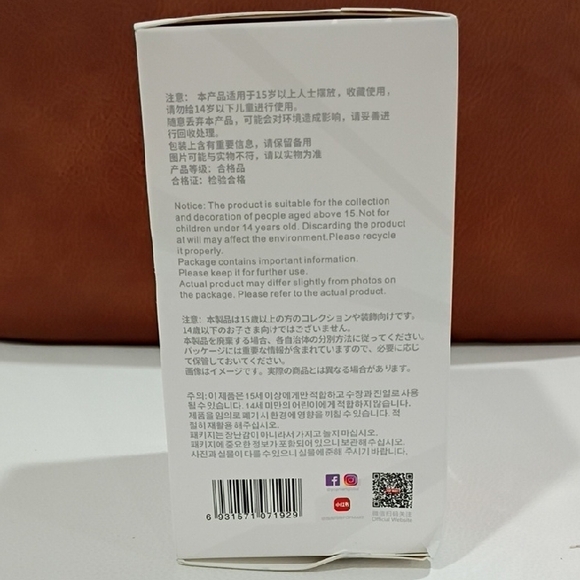 注意： 本产品适用于15岁以上人士摆放，收藏使用，
请勿给14岁以下儿童进行使用。
随意丢弃本产品，可能会对环境造成影响，请妥善进
行回收处理。
包装上含有重要信息，请保留备用
图片可能与实物不符，请以实物为准
产品等级：合格品
合格证：检验合格
Notice: The product is suitable for the collection
and decoration of people aged above 15. Not for
children under 14 years old. Discarding the product
at will may affect the environment.Please recycle
it properly.
Package contains important information.
Please keep it for further use.
Actual product may differ slightly from photos on
the package. Please refer to the actual product.
注意：本製品は15歳以上の方のコレクションや装飾向けです。
14歳以下のお子さま向けではございません。
本製品を廃棄する場合、各自治体の分別方法に従ってください。
パッケージには重要な情報が含まれていますので、必要に応じ
て保管しておいてください。
画像はイメージです。実際の商品とは異なる場合があります。
주의:이 제품은 15세 이상에게만 적합하고 수장과 진열로 사용
될 수 있습니다. 14세 미만의 어린이에게 적합하지 않습니다.
제품을 임의로 폐기 시 환경에 영향을 끼칠 수 있습니다. 적
절히 재활용 해주십시오.
패키지는 장난감이 아니라서 가지고 놀지마십시오.
패키지에 중요한 정보가 포화되어 있으니 보관해주십시오.
사진과 실물이 다를 수 있으니 실물에 준해 주시기 바랍니다.
小红书
Official Website
6 931571 071929